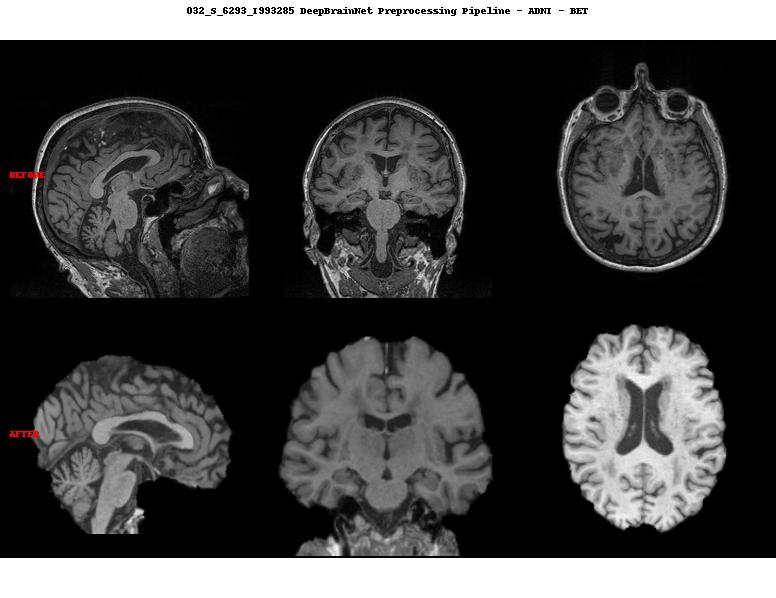 032_S_6293_I993285 DeepBrainNet Preprocessing Pipeline - ADNI - BET
BEFORE
AFTER